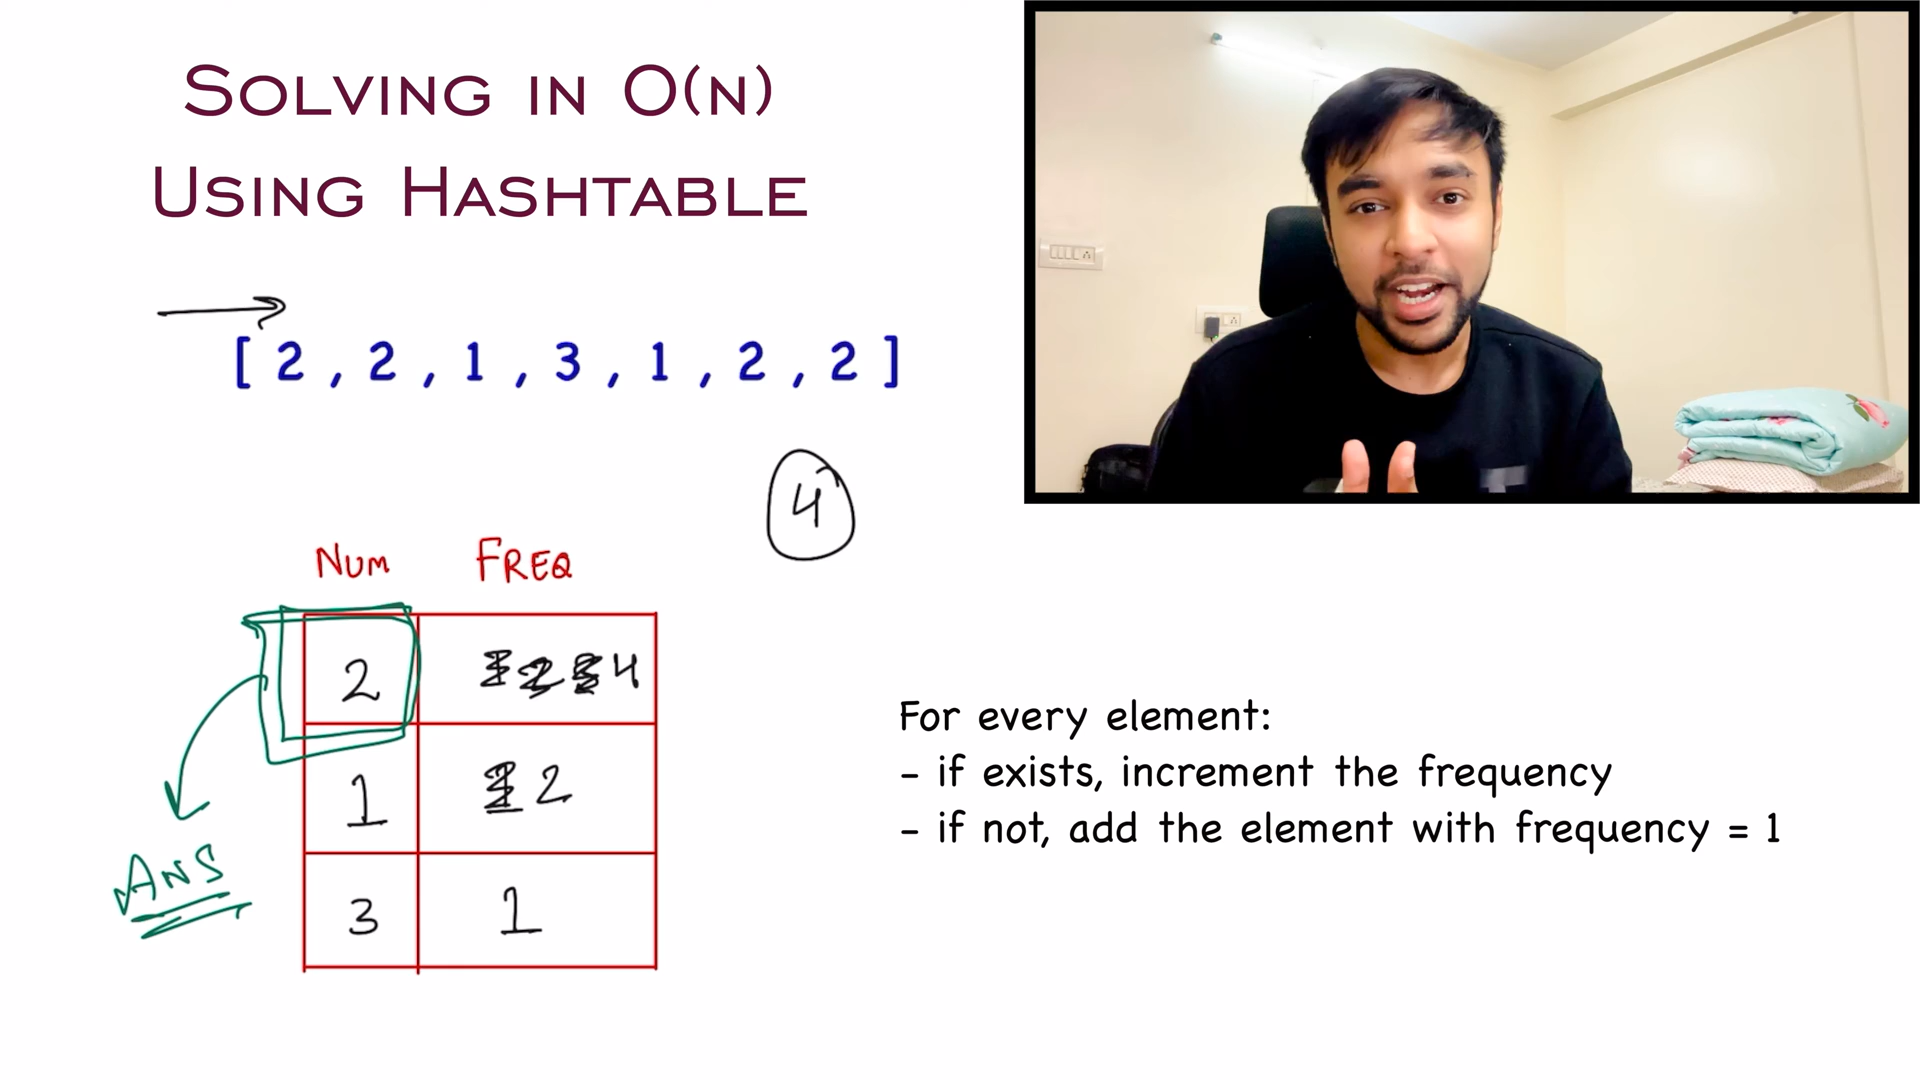 SOLVING IN O(N)
USING HASHTABLE
[ 2 , 2 , 1 , 3 , 1 , 2 , 2 ]
4
NUM FREQ
2 1 2 3 4
1 1 2
3 1
ANS
For every element:
- if exists, increment the frequency
- if not, add the element with frequency = 1